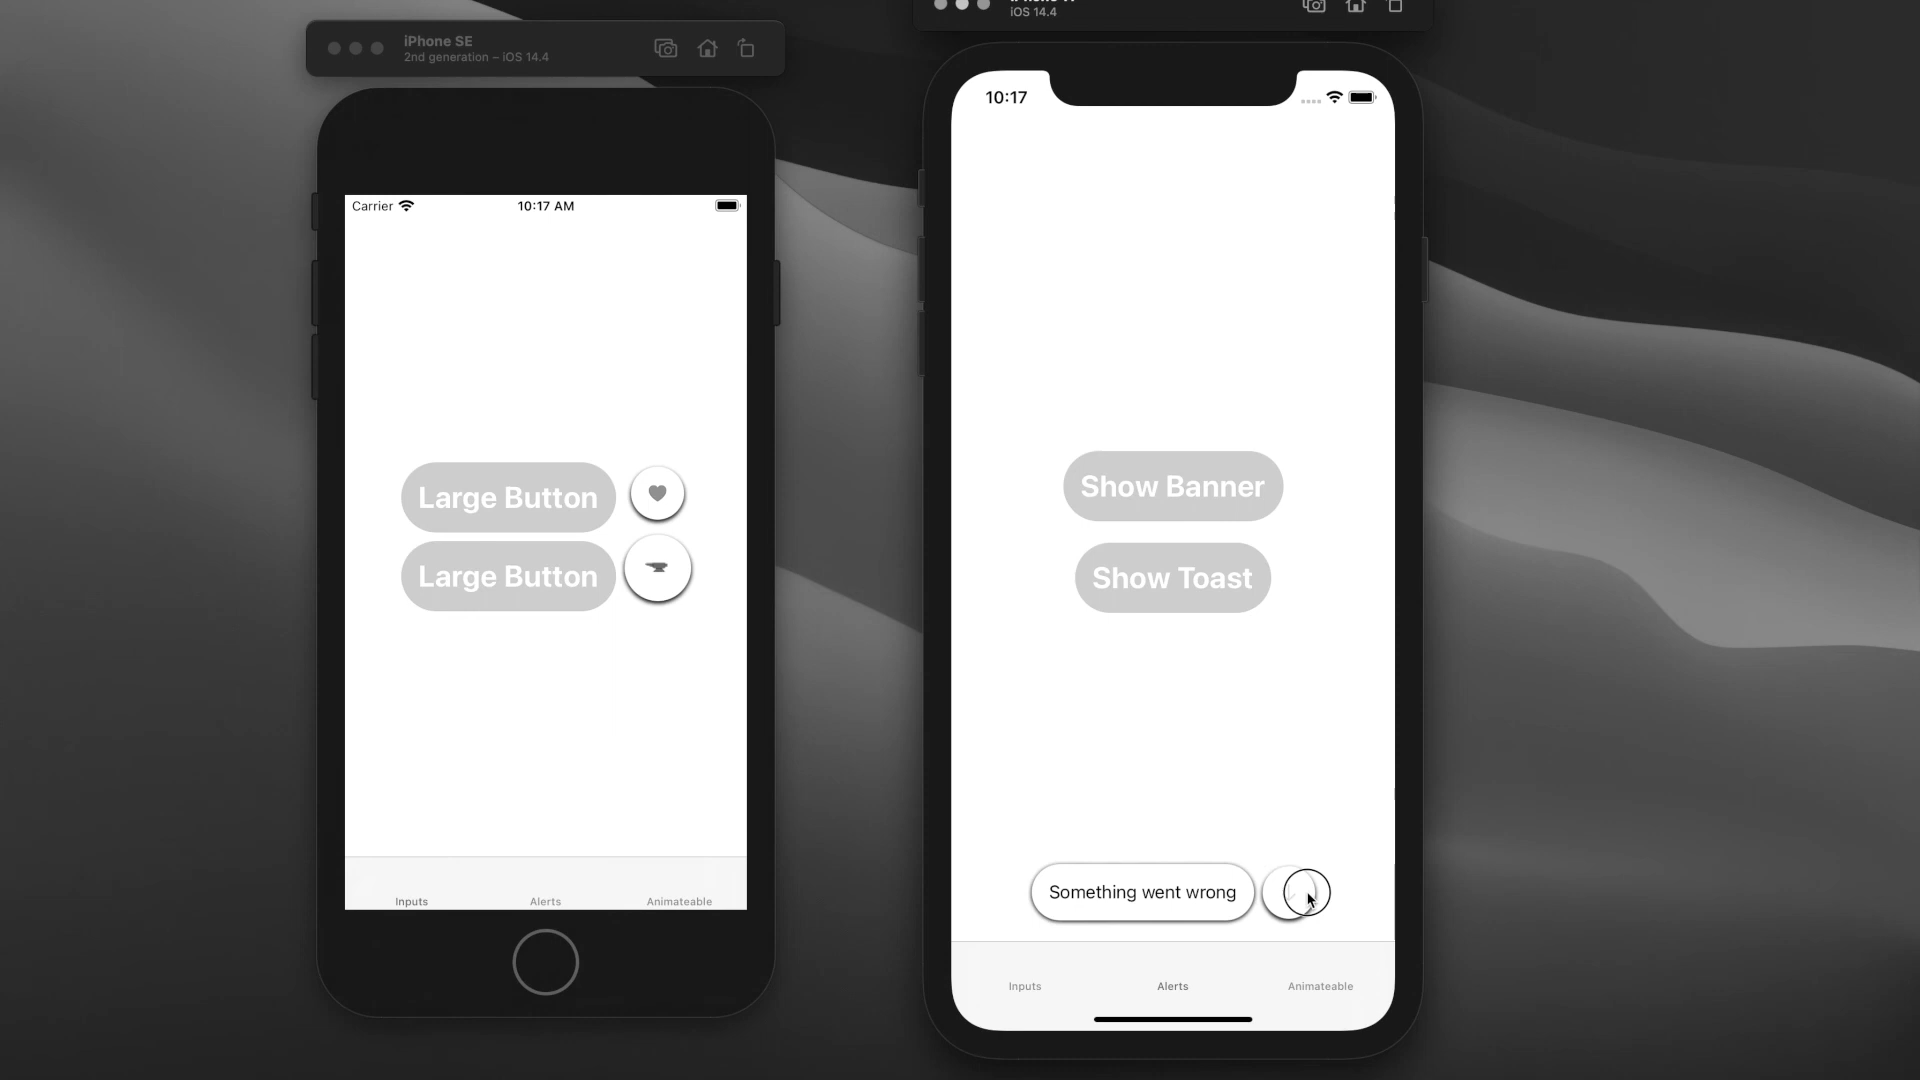 iPhone SE
2nd generation – iOS 14.4
Carrier
10:17 AM
Large Button
Large Button
Inputs
Alerts
Animateable
iOS 14.4
10:17
Show Banner
Show Toast
Something went wrong
Inputs
Alerts
Animateable